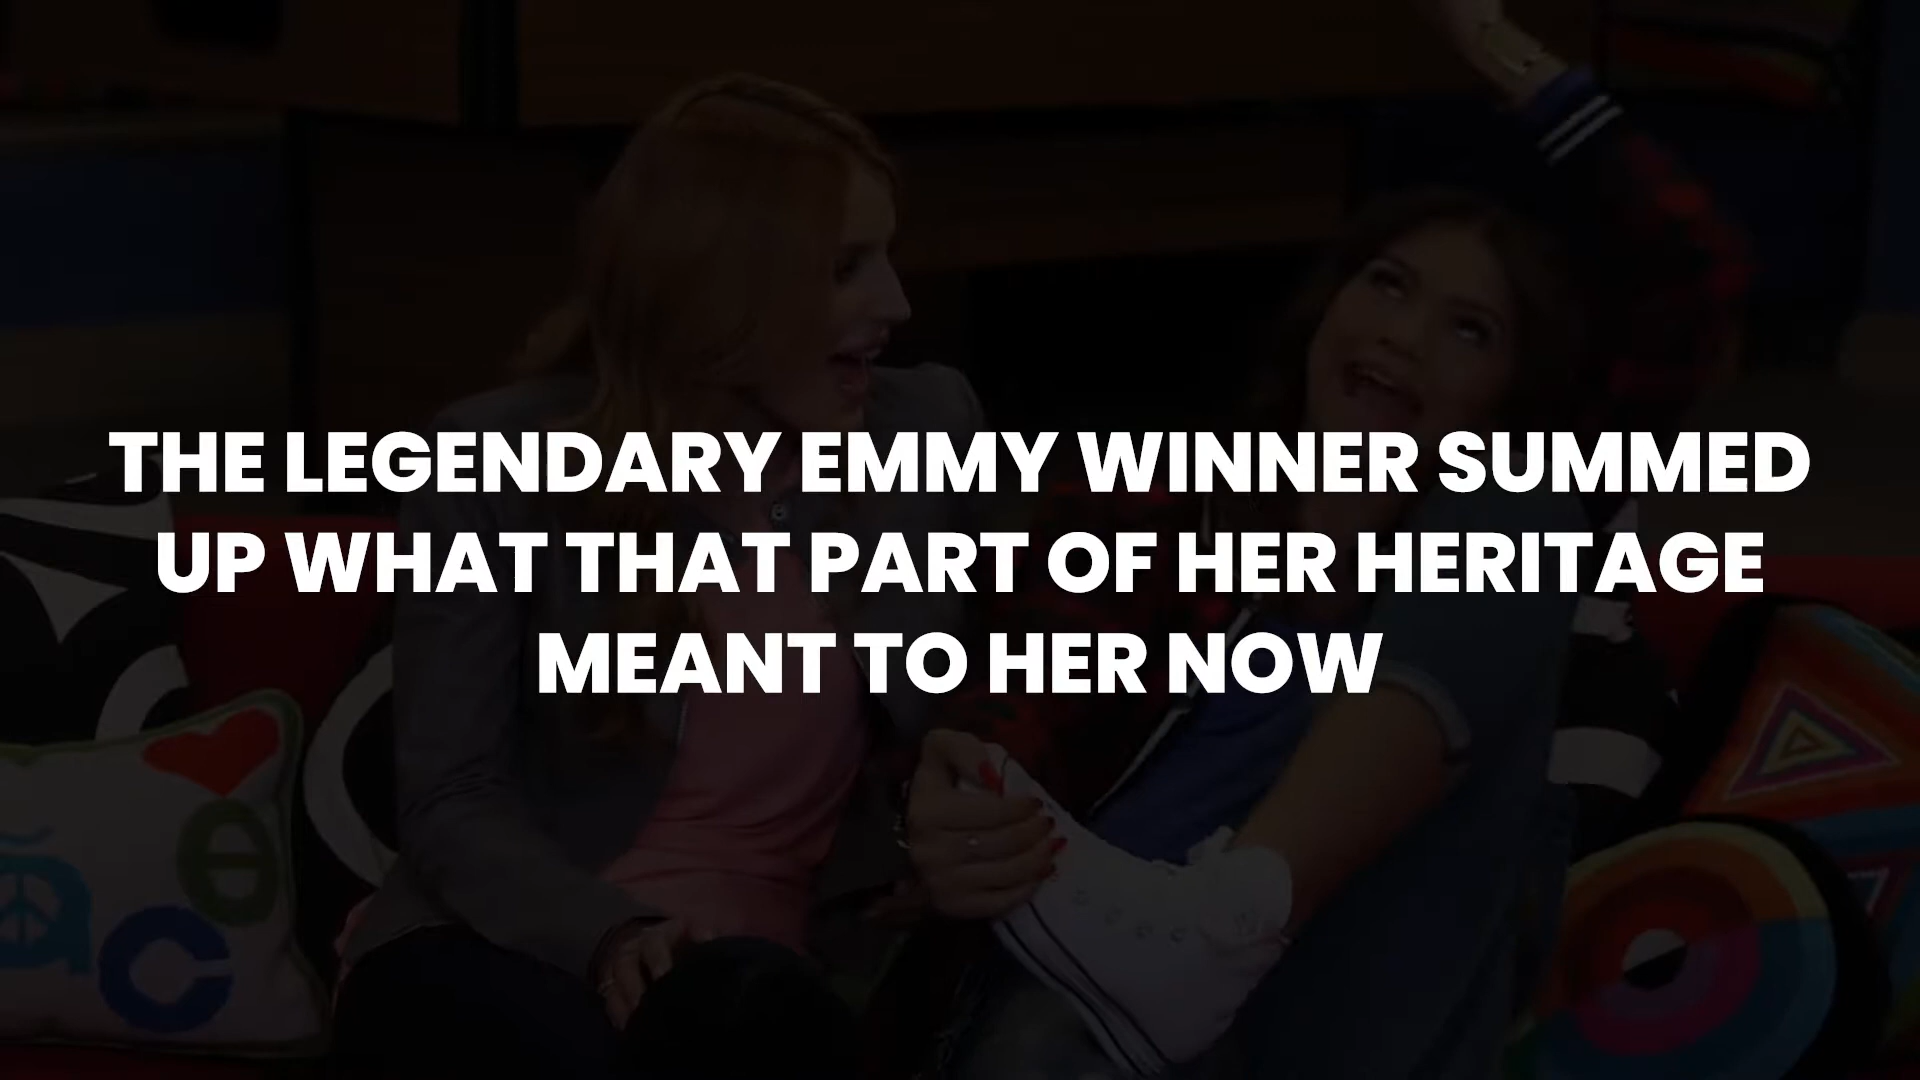 THE LEGENDARY EMMY WINNER SUMMED
UP WHAT THAT PART OF HER HERITAGE
MEANT TO HER NOW